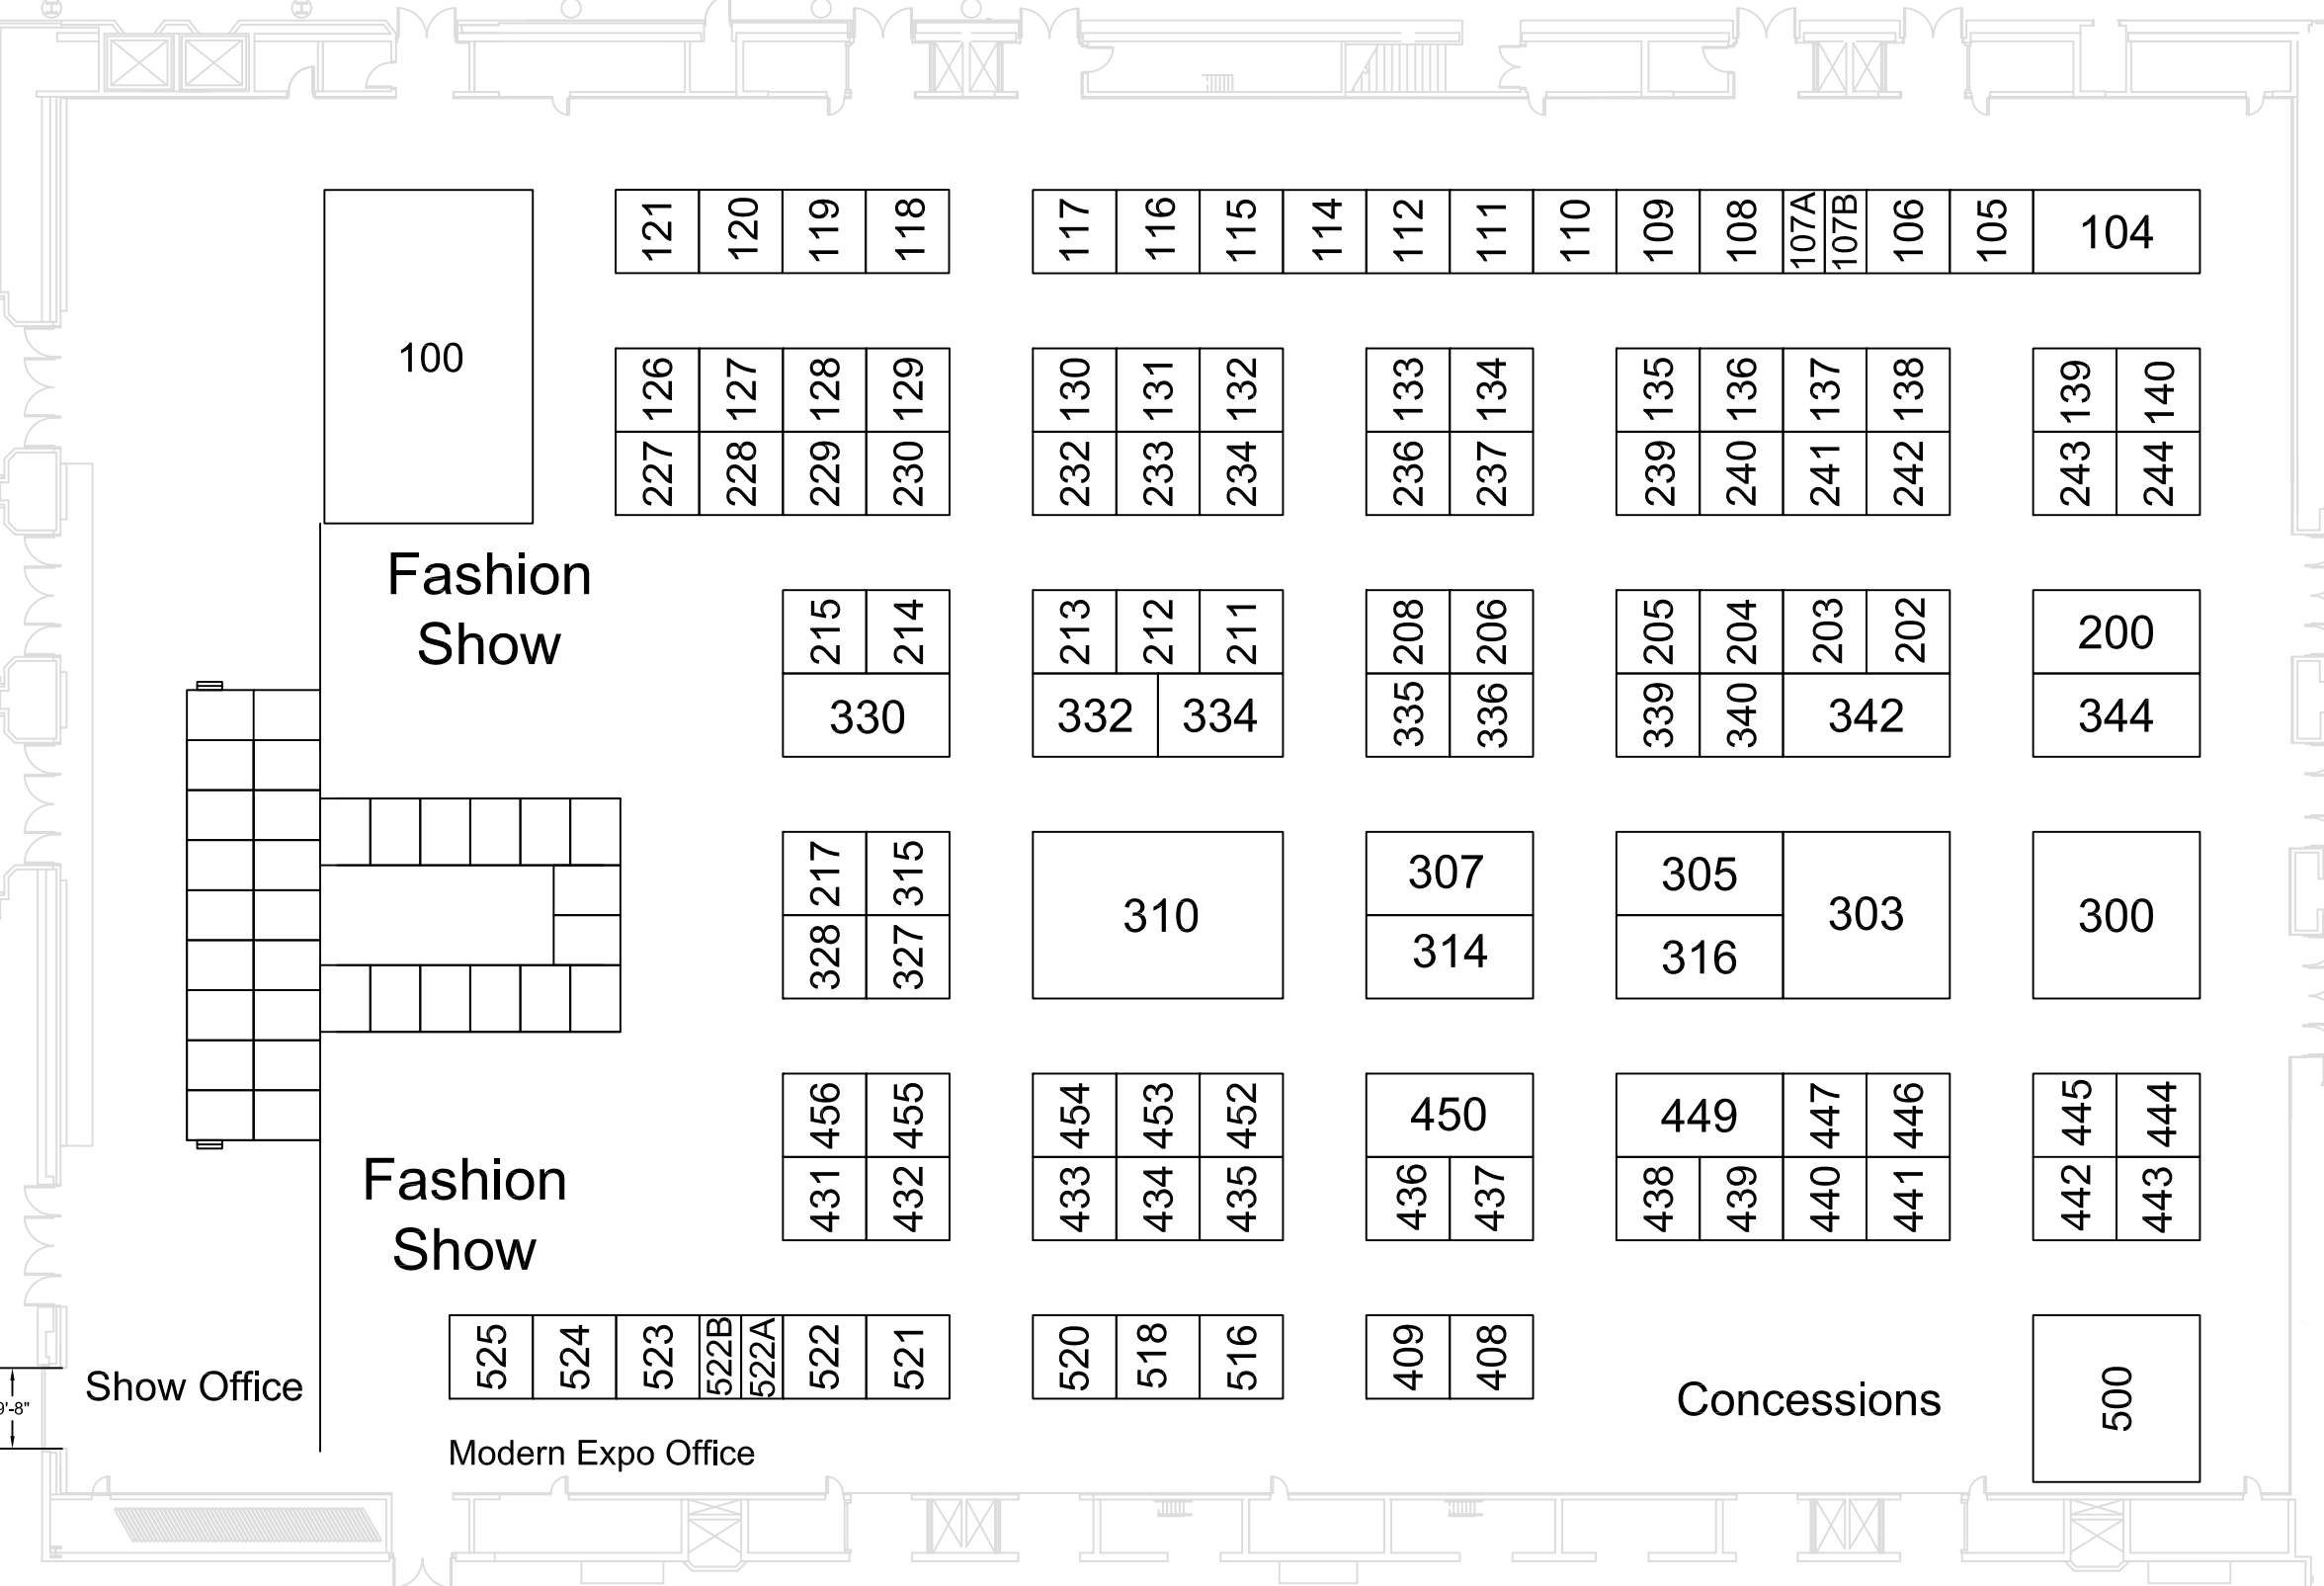 121 120 119 118 117 116 115 114 112 111 110 109 108 107A 107B 106 105 104
100
126 127 128 129 130 131 132 133 134 135 136 137 138 139 140
227 228 229 230 232 233 234 236 237 239 240 241 242 243 244
Fashion
Show
215 214 213 212 211 208 206 205 204 203 202 200
330 332 334 335 336 339 340 342 344
217 315 307 305
310 303 300
328 327 314 316
456 455 454 453 452 450 449 447 446 445 444
Fashion
Show
431 432 433 434 435 436 437 438 439 440 441 442 443
525 524 523 522B 522A 522 521 520 518 516 409 408
Show Office
Concessions
500
9'-8"
Modern Expo Office